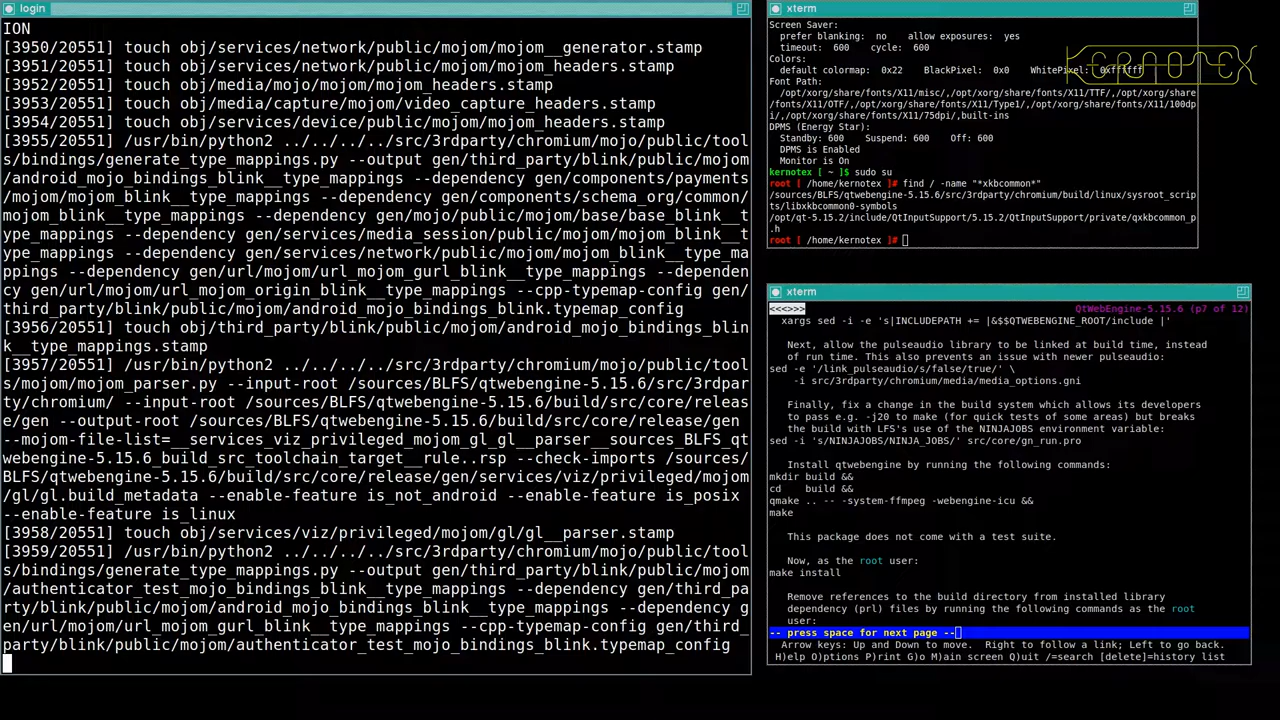 login
ION
[3950/20551] touch obj/services/network/public/mojom/mojom__generator.stamp
[3951/20551] touch obj/services/network/public/mojom/mojom_headers.stamp
[3952/20551] touch obj/media/mojo/mojom/mojom_headers.stamp
[3953/20551] touch obj/media/capture/mojom/video_capture_headers.stamp
[3954/20551] touch obj/services/device/public/mojom/mojom_headers.stamp
[3955/20551] /usr/bin/python2 ../../../../src/3rdparty/chromium/mojo/public/tool
s/bindings/generate_type_mappings.py --output gen/third_party/blink/public/mojom
/android_mojo_bindings_blink__type_mappings --dependency gen/components/payments
/mojom/mojom_blink__type_mappings --dependency gen/components/schema_org/common/
mojom_blink__type_mappings --dependency gen/mojo/public/mojom/base/base_blink__t
ype_mappings --dependency gen/services/media_session/public/mojom/mojom_blink__t
ype_mappings --dependency gen/services/network/public/mojom/mojom_blink__type_ma
ppings --dependency gen/url/mojom/url_mojom_gurl_blink__type_mappings --dependen
cy gen/url/mojom/url_mojom_origin_blink__type_mappings --cpp-typemap-config gen/
third_party/blink/public/mojom/android_mojo_bindings_blink.typemap_config
[3956/20551] touch obj/third_party/blink/public/mojom/android_mojo_bindings_blin
k__type_mappings.stamp
[3957/20551] /usr/bin/python2 ../../../../src/3rdparty/chromium/mojo/public/tool
s/mojom/mojom_parser.py --input-root /sources/BLFS/qtwebengine-5.15.6/src/3rdpar
ty/chromium/ --input-root /sources/BLFS/qtwebengine-5.15.6/build/src/core/releas
e/gen --output-root /sources/BLFS/qtwebengine-5.15.6/build/src/core/release/gen
--mojom-file-list=__services_viz_privileged_mojom_gl_gl__parser__sources_BLFS_qt
webengine-5.15.6_build_src_toolchain_target__rule..rsp --check-imports /sources/
BLFS/qtwebengine-5.15.6/build/src/core/release/gen/services/viz/privileged/mojom
/gl/gl.build_metadata --enable-feature is_not_android --enable-feature is_posix
--enable-feature is_linux
[3958/20551] touch obj/services/viz/privileged/mojom/gl/gl__parser.stamp
[3959/20551] /usr/bin/python2 ../../../../src/3rdparty/chromium/mojo/public/tool
s/bindings/generate_type_mappings.py --output gen/third_party/blink/public/mojom
/authenticator_test_mojo_bindings_blink__type_mappings --dependency gen/third_pa
rty/blink/public/mojom/android_mojo_bindings_blink__type_mappings --dependency g
en/url/mojom/url_mojom_gurl_blink__type_mappings --cpp-typemap-config gen/third_
party/blink/public/mojom/authenticator_test_mojo_bindings_blink.typemap_config
xterm
Screen Saver:
prefer blanking:  no    allow exposures:  yes
timeout:  600    cycle:  600
Colors:
default colormap:  0x22    BlackPixel:  0x0    WhitePixel:  0xffffff
KERNOTEX
Font Path:
/opt/xorg/share/fonts/X11/misc/,/opt/xorg/share/fonts/X11/TTF/,/opt/xorg/share
/fonts/X11/OTF/,/opt/xorg/share/fonts/X11/Type1/,/opt/xorg/share/fonts/X11/100dp
i/,/opt/xorg/share/fonts/X11/75dpi/,built-ins
DPMS (Energy Star):
Standby: 600    Suspend: 600    Off: 600
DPMS is Enabled
Monitor is On
kernotex [ ~ ]$ sudo su
root [ /home/kernotex ]# find / -name "*xkbcommon*"
/sources/BLFS/qtwebengine-5.15.6/src/3rdparty/chromium/build/linux/sysroot_scrip
ts/libxkbcommon0-symbols
/opt/qt-5.15.2/include/QtInputSupport/5.15.2/QtInputSupport/private/qxkbcommon_p
.h
root [ /home/kernotex ]#
xterm
<<<>>> QtWebEngine-5.15.6 (p7 of 12)
xargs sed -i -e 's|INCLUDEPATH += |&$$QTWEBENGINE_ROOT/include |'
Next, allow the pulseaudio library to be linked at build time, instead
of run time. This also prevents an issue with newer pulseaudio:
sed -e '/link_pulseaudio/s/false/true/' \
-i src/3rdparty/chromium/media/media_options.gni
Finally, fix a change in the build system which allows its developers
to pass e.g. -j20 to make (for quick tests of some areas) but breaks
the build with LFS's use of the NINJAJOBS environment variable:
sed -i 's/NINJAJOBS/NINJA_JOBS/' src/core/gn_run.pro
Install qtwebengine by running the following commands:
mkdir build &&
cd    build &&
qmake .. -- -system-ffmpeg -webengine-icu &&
make
This package does not come with a test suite.
Now, as the root user:
make install
Remove references to the build directory from installed library
dependency (prl) files by running the following commands as the root
user:
-- press space for next page --
Arrow keys: Up and Down to move.  Right to follow a link; Left to go back.
H)elp O)ptions P)rint G)o M)ain screen Q)uit /=search [delete]=history list